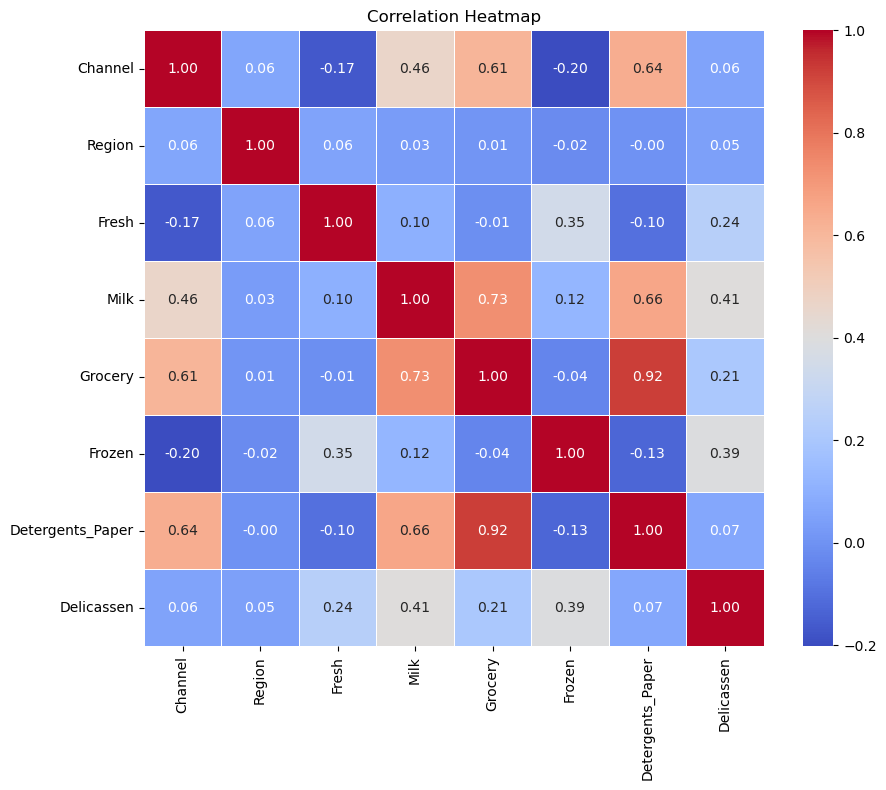 Correlation Heatmap
Channel 1.00 0.06 -0.17 0.46 0.61 -0.20 0.64 0.06
Region 0.06 1.00 0.06 0.03 0.01 -0.02 -0.00 0.05
Fresh -0.17 0.06 1.00 0.10 -0.01 0.35 -0.10 0.24
Milk 0.46 0.03 0.10 1.00 0.73 0.12 0.66 0.41
Grocery 0.61 0.01 -0.01 0.73 1.00 -0.04 0.92 0.21
Frozen -0.20 -0.02 0.35 0.12 -0.04 1.00 -0.13 0.39
Detergents_Paper 0.64 -0.00 -0.10 0.66 0.92 -0.13 1.00 0.07
Delicassen 0.06 0.05 0.24 0.41 0.21 0.39 0.07 1.00
Channel
Region
Fresh
Milk
Grocery
Frozen
Detergents_Paper
Delicassen
1.0
0.8
0.6
0.4
0.2
0.0
−0.2